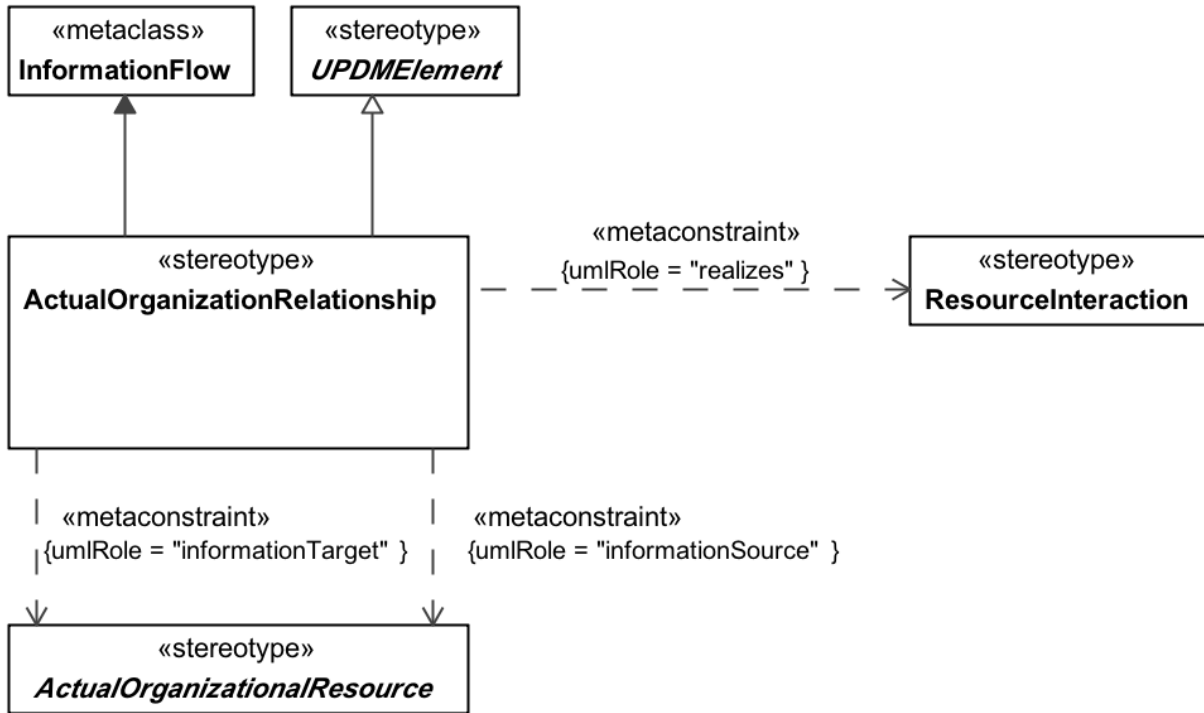 «metaclass»
InformationFlow
«stereotype»
UPDMElement
«stereotype»
ActualOrganizationRelationship
«metaconstraint»
{umlRole = "realizes" }
«stereotype»
ResourceInteraction
«metaconstraint»
{umlRole = "informationTarget" }
«metaconstraint»
{umlRole = "informationSource" }
«stereotype»
ActualOrganizationalResource